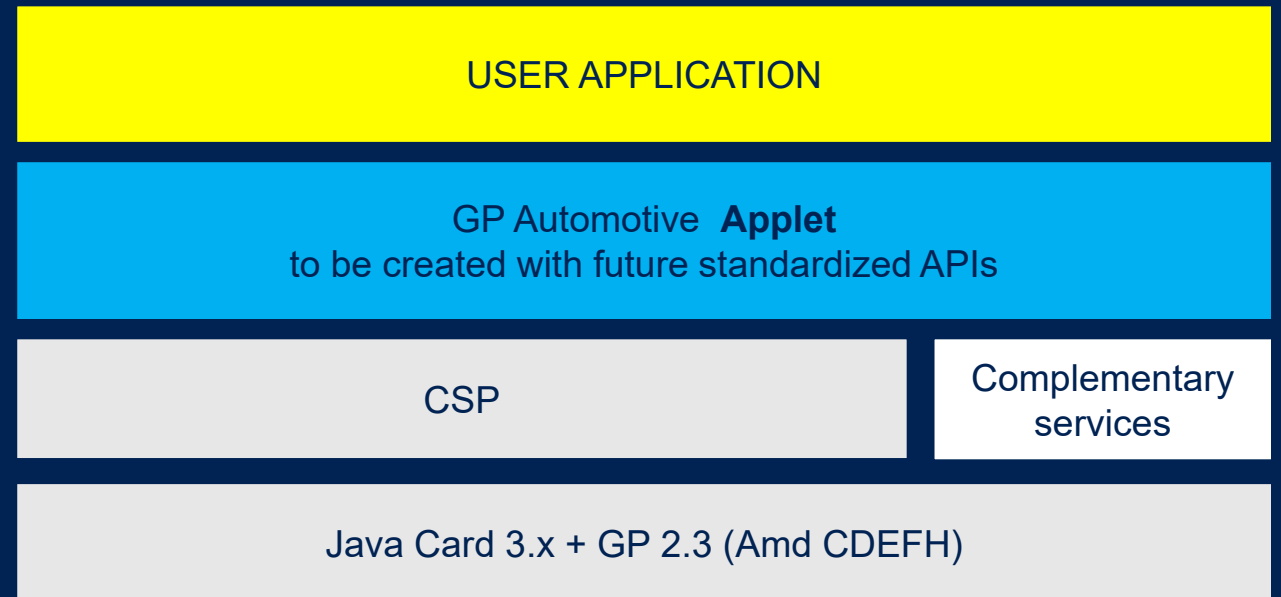 USER APPLICATION
GP Automotive Applet
to be created with future standardized APIs
CSP
Complementary
services
Java Card 3.x + GP 2.3 (Amd CDEFH)